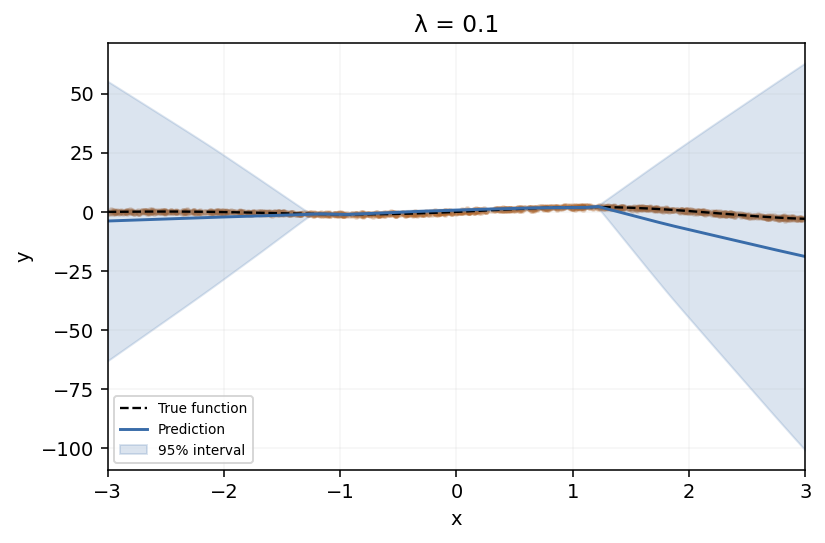 λ = 0.1
y
50
25
0
−25
−50
−75
−100
True function
Prediction
95% interval
−3
−2
−1
0
1
2
3
x